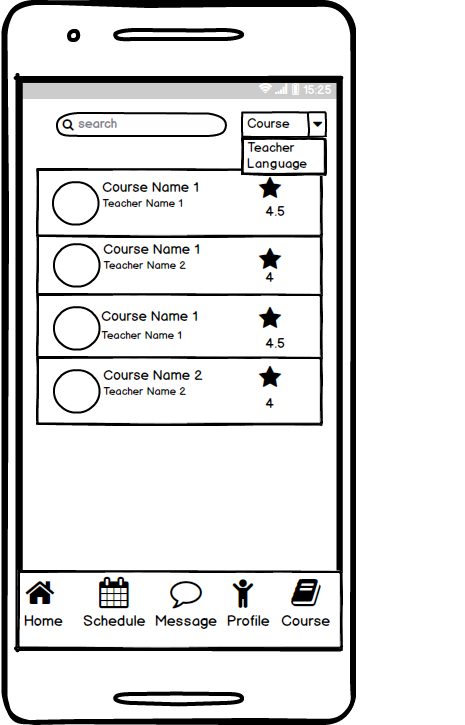 15:25
search
Course
Teacher
Language
Course Name 1
Teacher Name 1
4.5
Course Name 1
Teacher Name 2
4
Course Name 1
Teacher Name 1
4.5
Course Name 2
Teacher Name 2
4
Home Schedule Message Profile Course